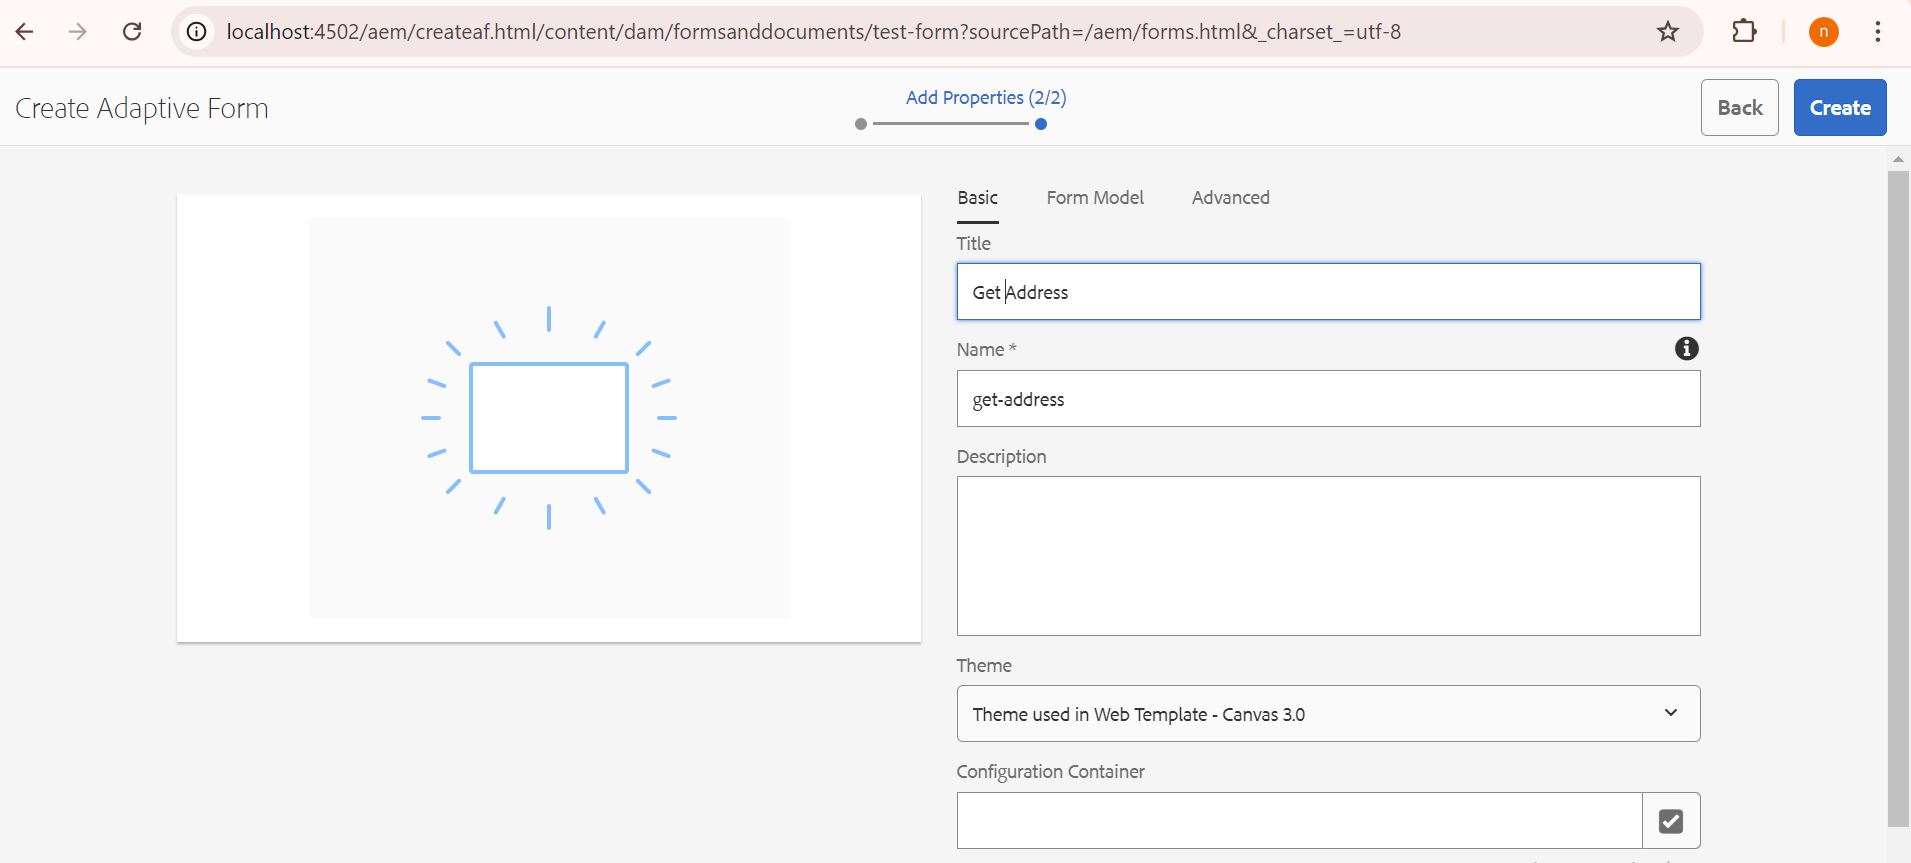 localhost:4502/aem/createaf.html/content/dam/formsanddocuments/test-form?sourcePath=/aem/forms.html&_charset_=utf-8
n
Create Adaptive Form
Add Properties (2/2)
Back
Create
Basic
Form Model
Advanced
Title
Get Address
Name *
get-address
Description
Theme
Theme used in Web Template - Canvas 3.0
Configuration Container